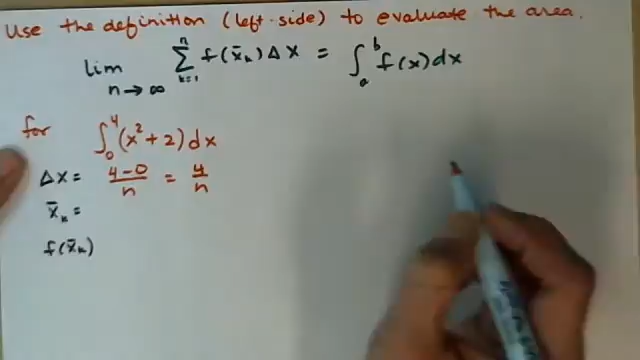 Use the definition (left-side) to evaluate the area.
lim n→∞ n Σ k=1 f(x̄ₖ) Δx = ∫ₐᵇ f(x)dx
for ∫₀⁴ (x² + 2) dx
Δx = 4-0/n = 4/n
x̄ₖ =
f(x̄ₖ)